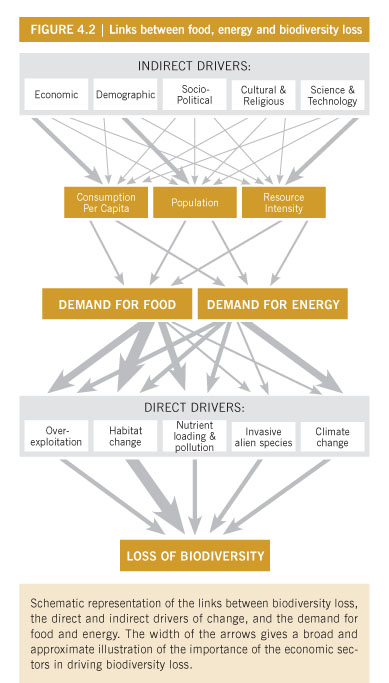 FIGURE 4.2 | Links between food, energy and biodiversity loss
INDIRECT DRIVERS:
Economic
Demographic
Socio-
Political
Cultural &
Religious
Science &
Technology
Consumption
Per Capita
Population
Resource
Intensity
DEMAND FOR FOOD
DEMAND FOR ENERGY
DIRECT DRIVERS:
Over-
exploitation
Habitat
change
Nutrient
loading &
pollution
Invasive
alien species
Climate
change
LOSS OF BIODIVERSITY
Schematic representation of the links between biodiversity loss,
the direct and indirect drivers of change, and the demand for
food and energy. The width of the arrows gives a broad and
approximate illustration of the importance of the economic sec-
tors in driving biodiversity loss.